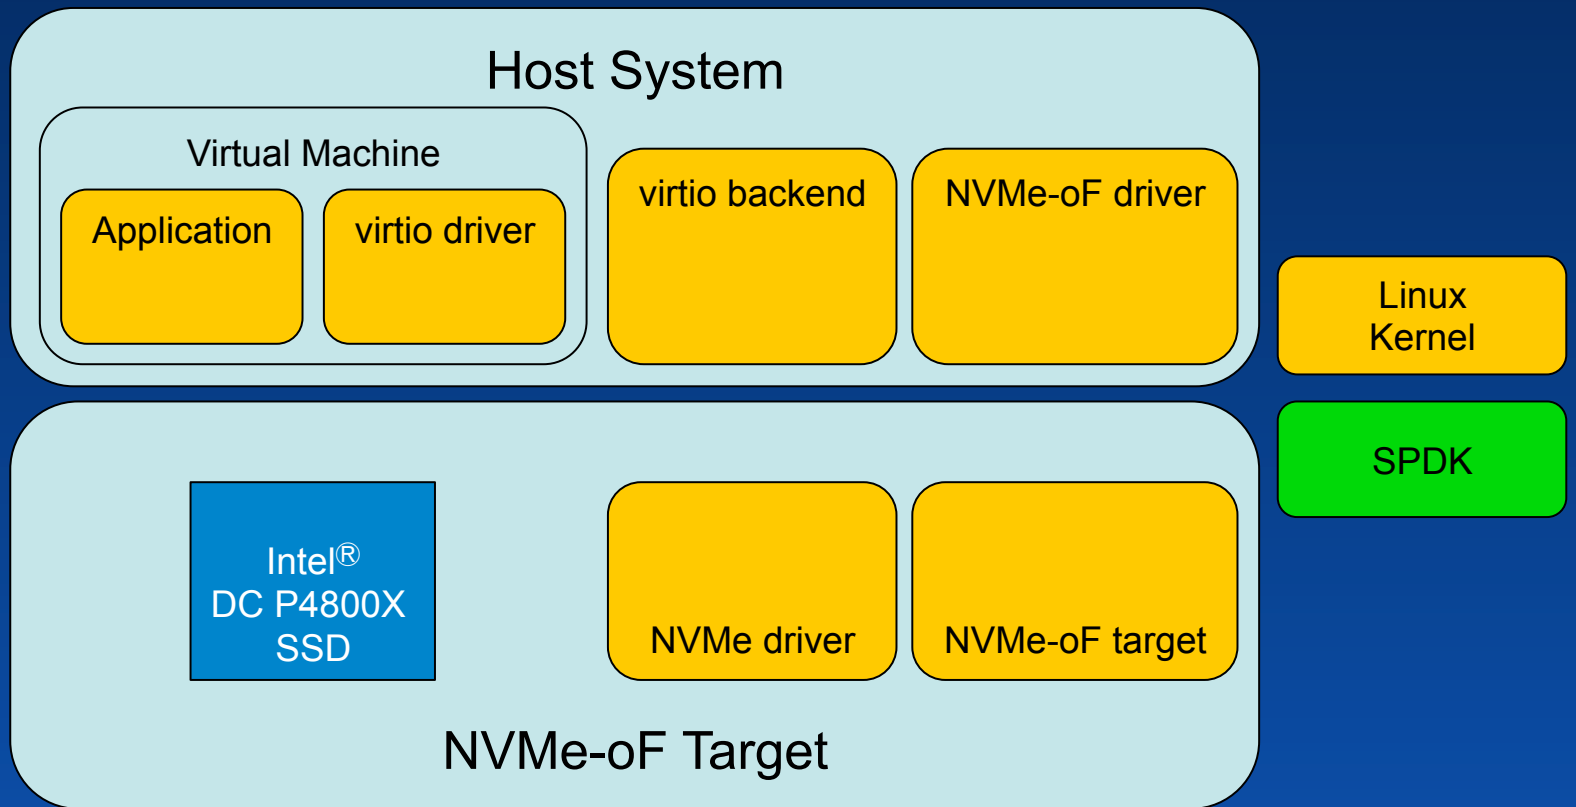 Host System
Virtual Machine
Application
virtio driver
virtio backend
NVMe-oF driver
Linux
Kernel
SPDK
Intel®
DC P4800X
SSD
NVMe driver
NVMe-oF target
NVMe-oF Target